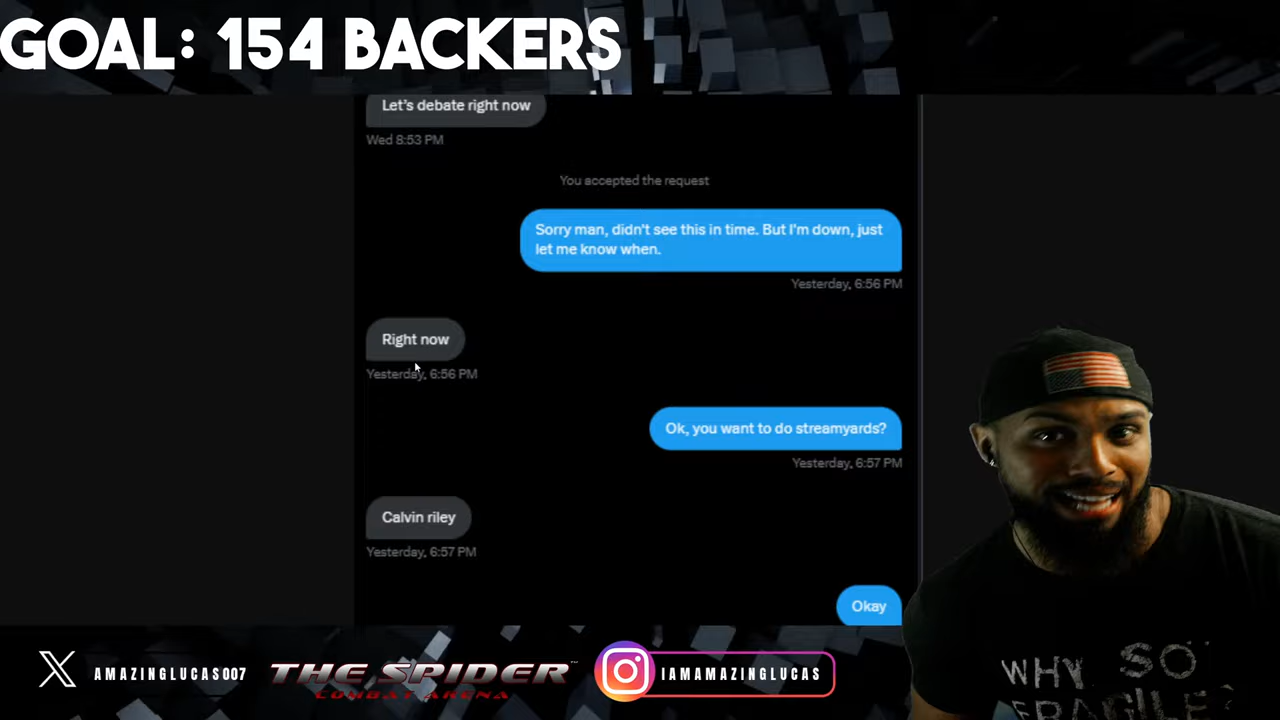 GOAL: 154 BACKERS
Let's debate right now
Wed 8:53 PM
You accepted the request
Sorry man, didn't see this in time. But I'm down, just
let me know when.
Yesterday, 6:56 PM
Right now
Yesterday, 6:56 PM
Ok, you want to do streamyards?
Yesterday, 6:57 PM
Calvin riley
Yesterday, 6:57 PM
Okay
WHY SO
FRAGILE?
AMAZINGLUCAS007
THE SPIDER
COMBAT ARENA
IAMAMAZINGLUCAS